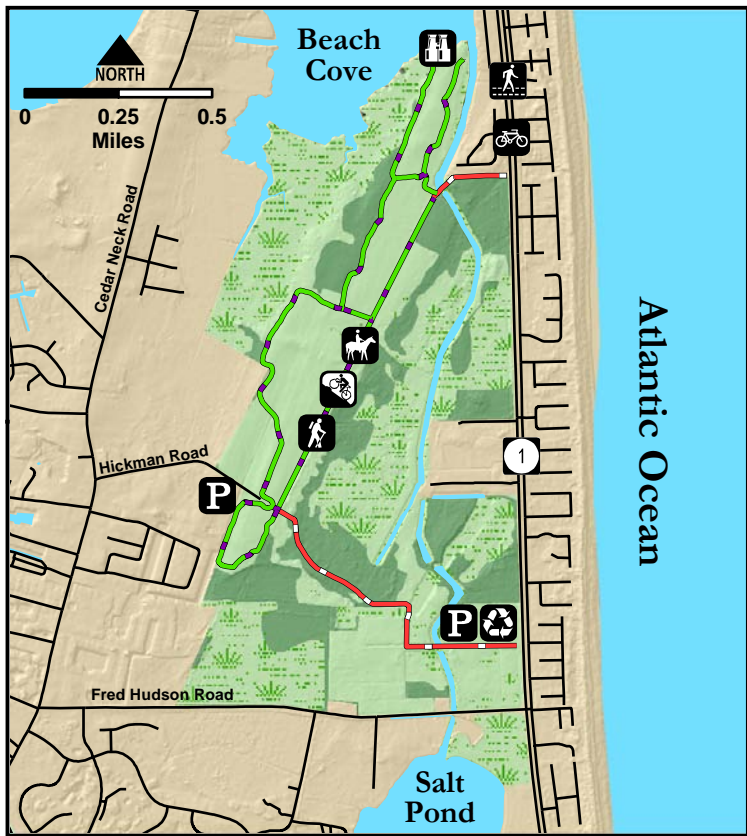 Beach
Cove
NORTH
0 0.25 0.5
Miles
Cedar Neck Road
Atlantic Ocean
Hickman Road
1
P
P
Fred Hudson Road
Salt
Pond